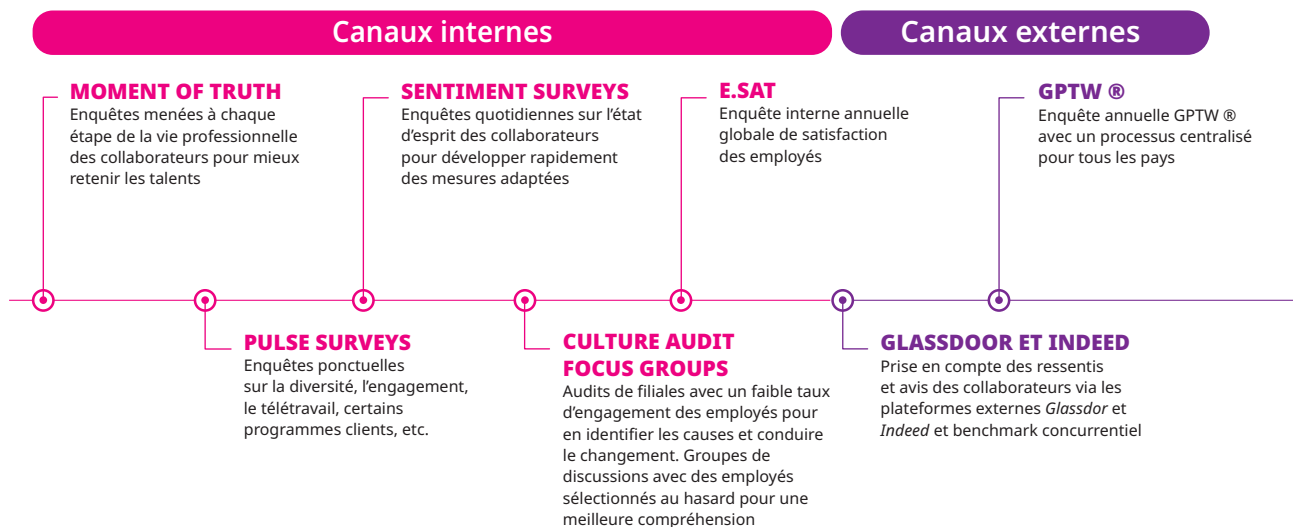 Canaux internes
Canaux externes
MOMENT OF TRUTH
Enquêtes menées à chaque
étape de la vie professionnelle
des collaborateurs pour mieux
retenir les talents
SENTIMENT SURVEYS
Enquêtes quotidiennes sur l’état
d’esprit des collaborateurs
pour développer rapidement
des mesures adaptées
E.SAT
Enquête interne annuelle
globale de satisfaction
des employés
GPTW ®
Enquête annuelle GPTW ®
avec un processus centralisé
pour tous les pays
PULSE SURVEYS
Enquêtes ponctuelles
sur la diversité, l’engagement,
le télétravail, certains
programmes clients, etc.
CULTURE AUDIT
FOCUS GROUPS
Audits de filiales avec un faible taux
d’engagement des employés pour
en identifier les causes et conduire
le changement. Groupes de
discussions avec des employés
sélectionnés au hasard pour une
meilleure compréhension
GLASSDOOR ET INDEED
Prise en compte des ressentis
et avis des collaborateurs via les
plateformes externes Glassdor et
Indeed et benchmark concurrentiel